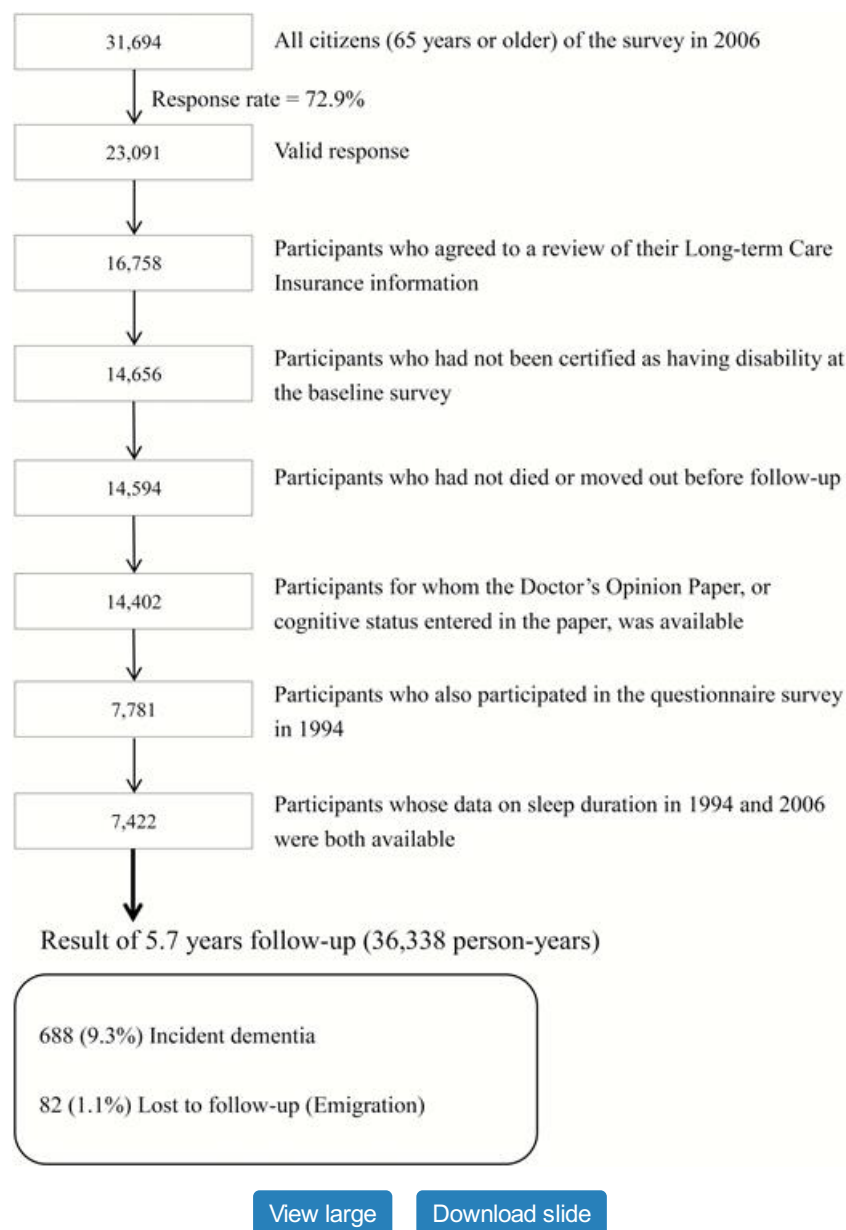 31,694
All citizens (65 years or older) of the survey in 2006
Response rate = 72.9%
23,091
Valid response
16,758
Participants who agreed to a review of their Long-term Care
Insurance information
14,656
Participants who had not been certified as having disability at
the baseline survey
14,594
Participants who had not died or moved out before follow-up
14,402
Participants for whom the Doctor’s Opinion Paper, or
cognitive status entered in the paper, was available
7,781
Participants who also participated in the questionnaire survey
in 1994
7,422
Participants whose data on sleep duration in 1994 and 2006
were both available
Result of 5.7 years follow-up (36,338 person-years)
688 (9.3%) Incident dementia
82 (1.1%) Lost to follow-up (Emigration)
View large
Download slide